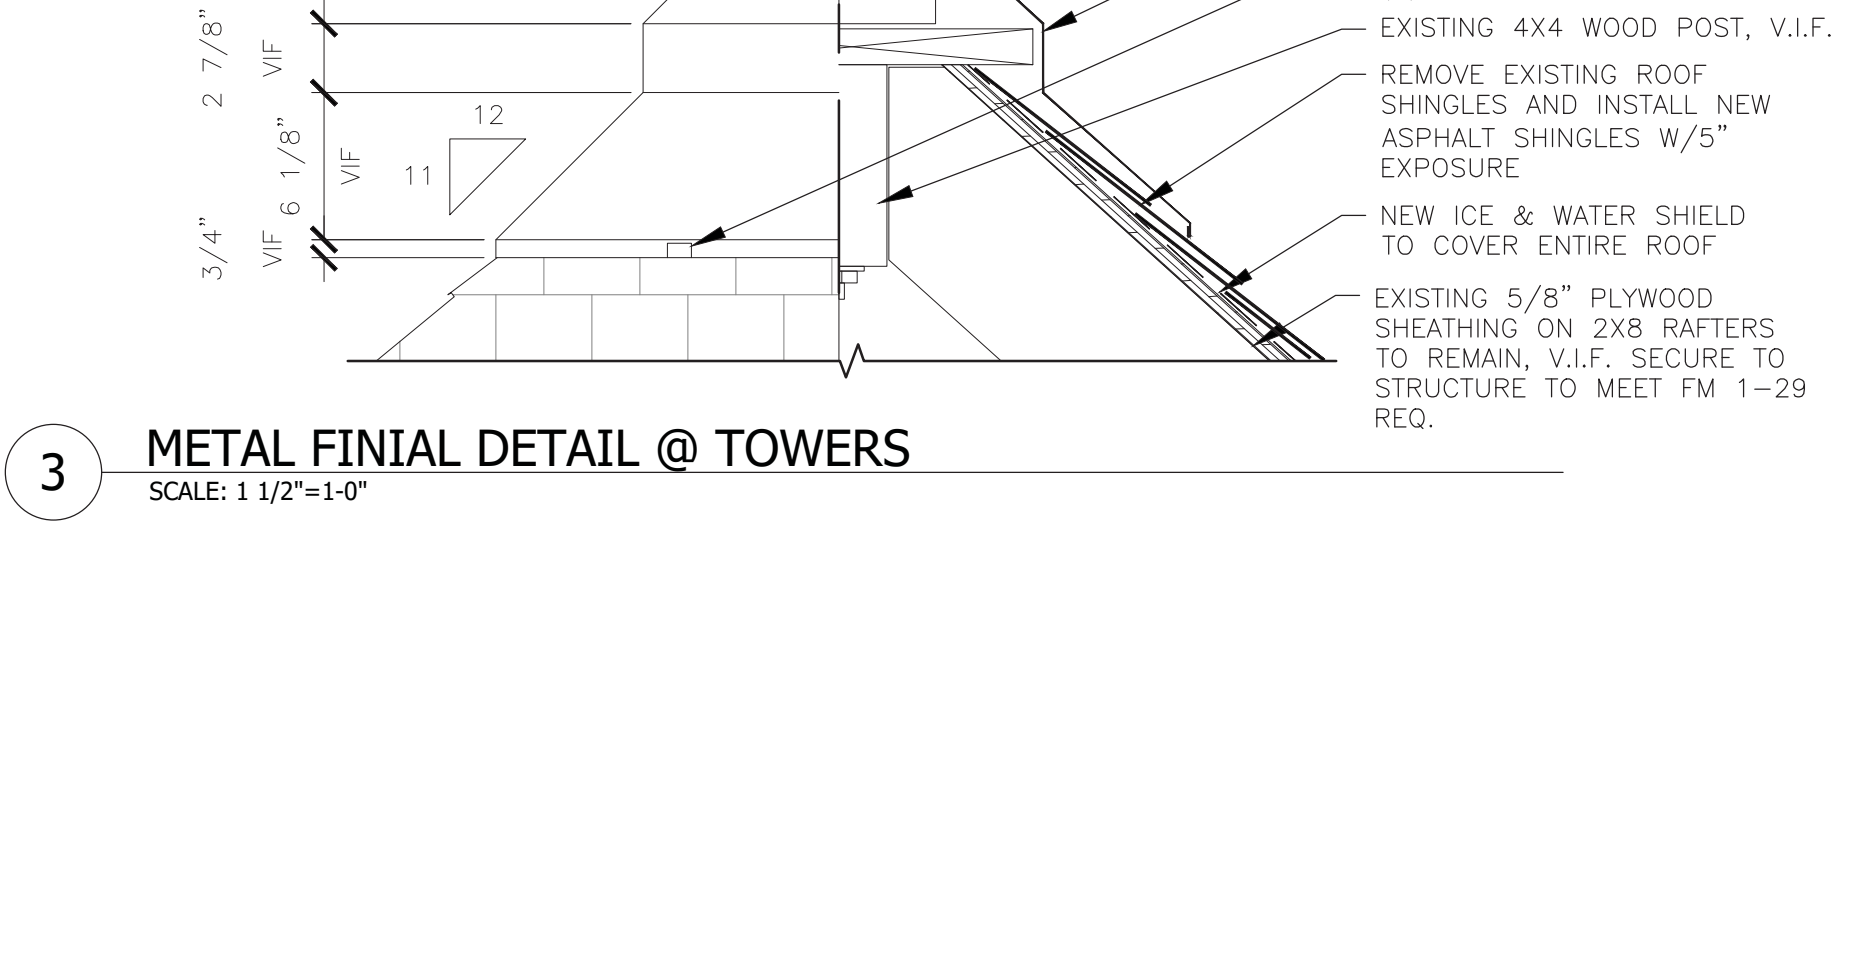 2 7/8"
VIF
6 1/8"
VIF
3/4"
VIF
12
11
EXISTING 4X4 WOOD POST, V.I.F.
REMOVE EXISTING ROOF
SHINGLES AND INSTALL NEW
ASPHALT SHINGLES W/5"
EXPOSURE
NEW ICE & WATER SHIELD
TO COVER ENTIRE ROOF
EXISTING 5/8" PLYWOOD
SHEATHING ON 2X8 RAFTERS
TO REMAIN, V.I.F. SECURE TO
STRUCTURE TO MEET FM 1-29
REQ.
3
METAL FINIAL DETAIL @ TOWERS
SCALE: 1 1/2"=1-0"